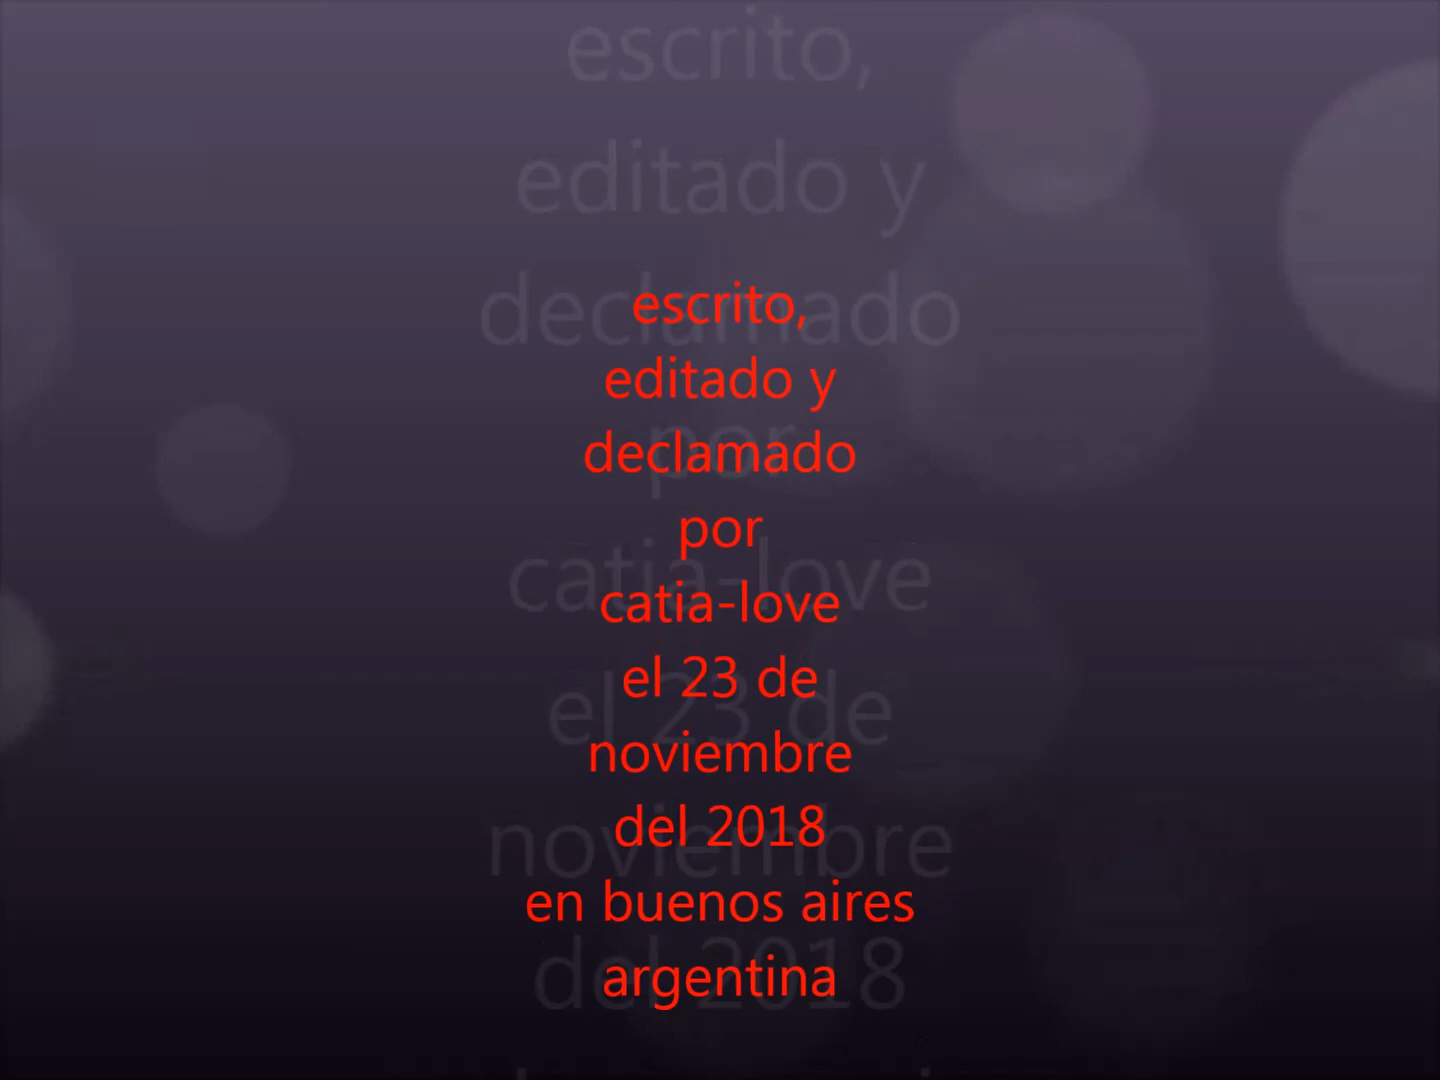 escrito,
editado y
declamado
por
catia-love
el 23 de
noviembre
del 2018
en buenos aires
argentina